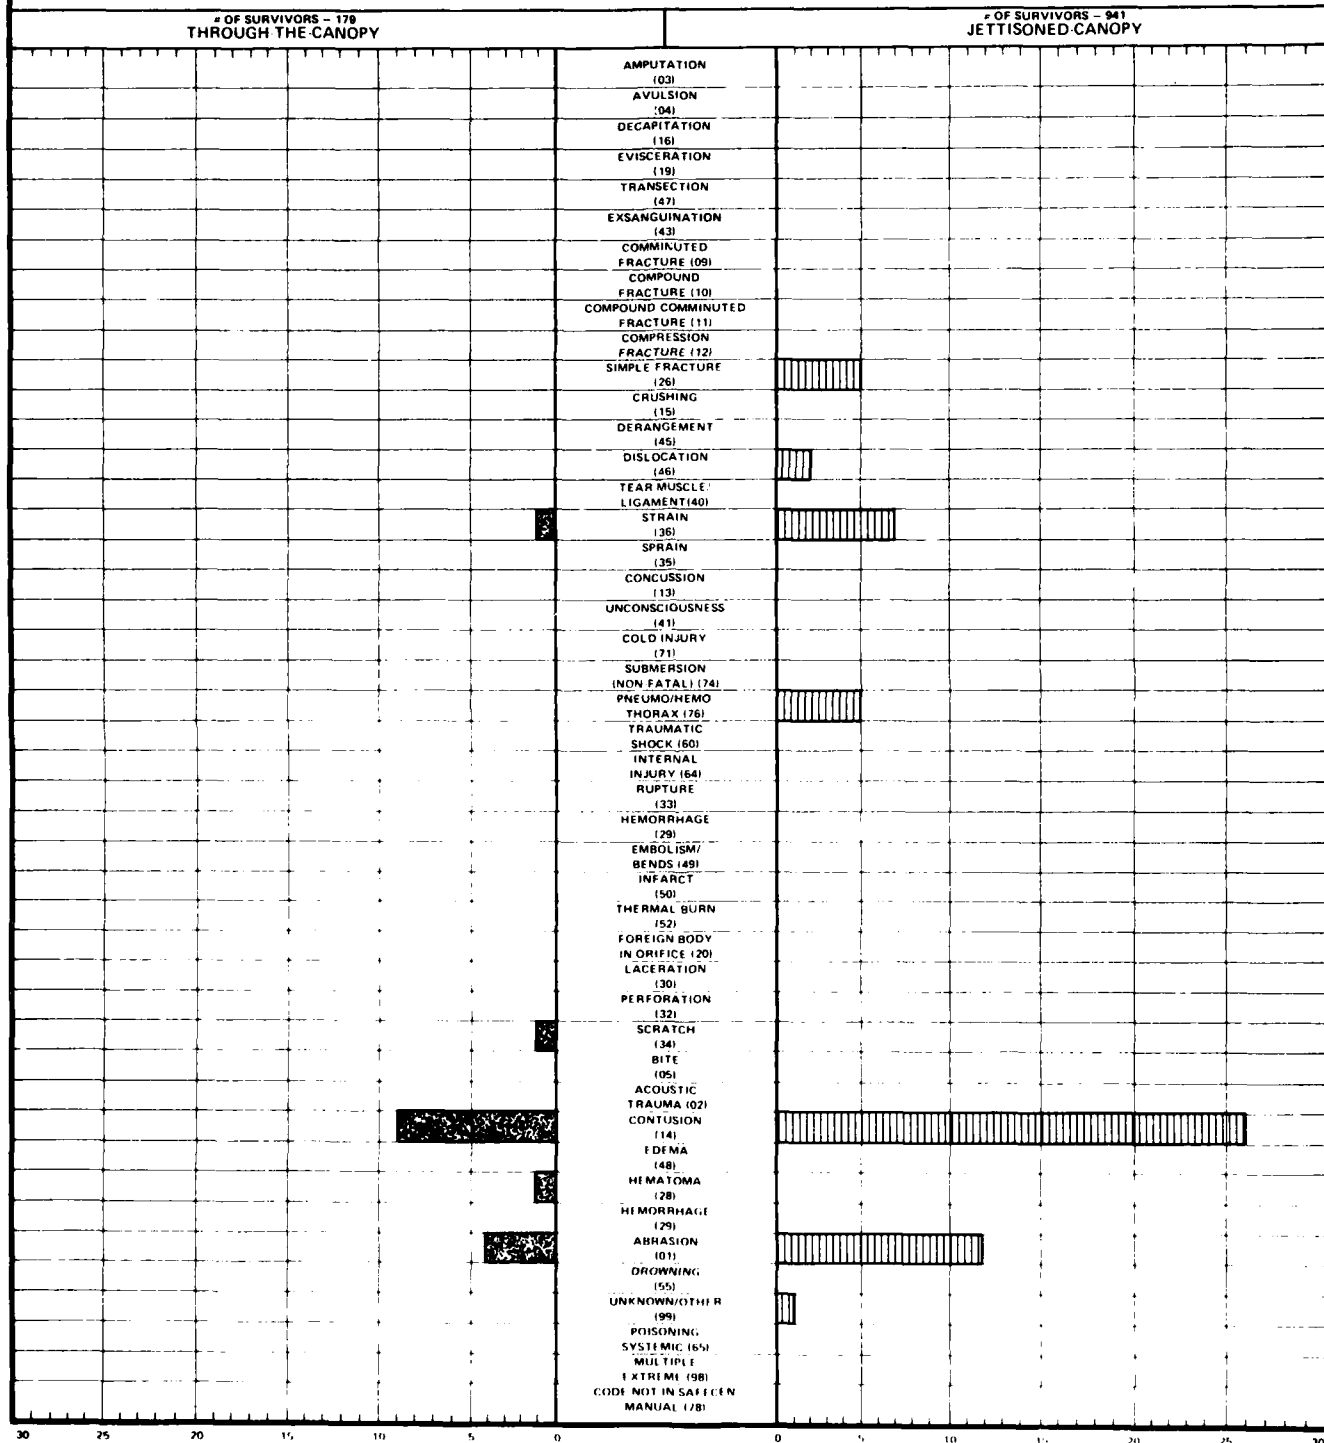 # OF SURVIVORS – 179
THROUGH-THE-CANOPY
# OF SURVIVORS – 941
JETTISONED-CANOPY
AMPUTATION
(03)
AVULSION
(04)
DECAPITATION
(16)
EVISCERATION
(19)
TRANSECTION
(47)
EXSANGUINATION
(43)
COMMINUTED
FRACTURE (09)
COMPOUND
FRACTURE (10)
COMPOUND COMMINUTED
FRACTURE (11)
COMPRESSION
FRACTURE (12)
SIMPLE FRACTURE
(26)
CRUSHING
(15)
DERANGEMENT
(45)
DISLOCATION
(46)
TEAR MUSCLE/
LIGAMENT(40)
STRAIN
(36)
SPRAIN
(35)
CONCUSSION
(13)
UNCONSCIOUSNESS
(41)
COLD INJURY
(71)
SUBMERSION
(NON-FATAL) (74)
PNEUMO/HEMO
THORAX (76)
TRAUMATIC
SHOCK (60)
INTERNAL
INJURY (64)
RUPTURE
(33)
HEMORRHAGE
(29)
EMBOLISM/
BENDS (49)
INFARCT
(50)
THERMAL BURN
(52)
FOREIGN BODY
IN ORIFICE (20)
LACERATION
(30)
PERFORATION
(32)
SCRATCH
(34)
BITE
(05)
ACOUSTIC
TRAUMA (02)
CONTUSION
(14)
EDEMA
(48)
HEMATOMA
(28)
HEMORRHAGE
(29)
ABRASION
(01)
DROWNING
(55)
UNKNOWN/OTHER
(99)
POISONING
SYSTEMIC (65)
MULTIPLE
EXTREME (98)
CODE NOT IN SAFECEN
MANUAL (78)
30 25 20 15 10 5 0 0 5 10 15 20 25 30